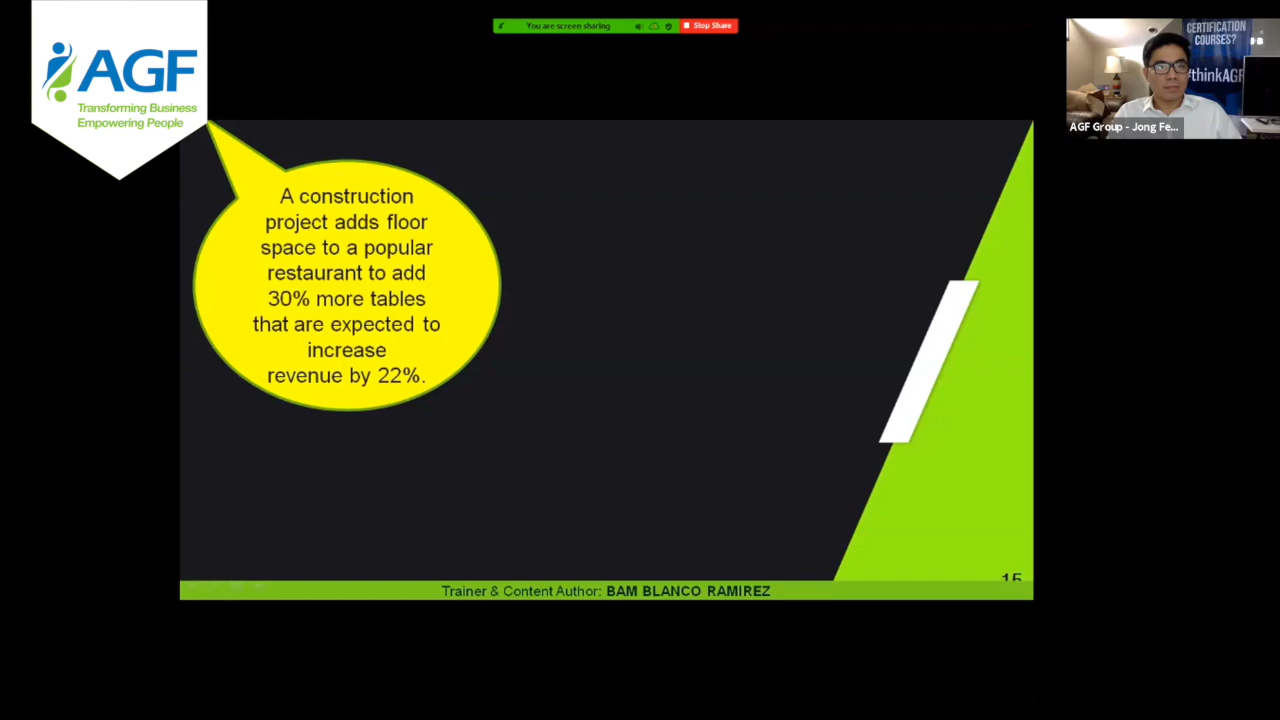 You are screen sharing
Stop Share
AGF
Transforming Business
Empowering People
CERTIFICATION
COURSES?
#thinkAGF
AGF Group - Jong Fe...
A construction
project adds floor
space to a popular
restaurant to add
30% more tables
that are expected to
increase
revenue by 22%.
15
Trainer & Content Author: BAM BLANCO RAMIREZ